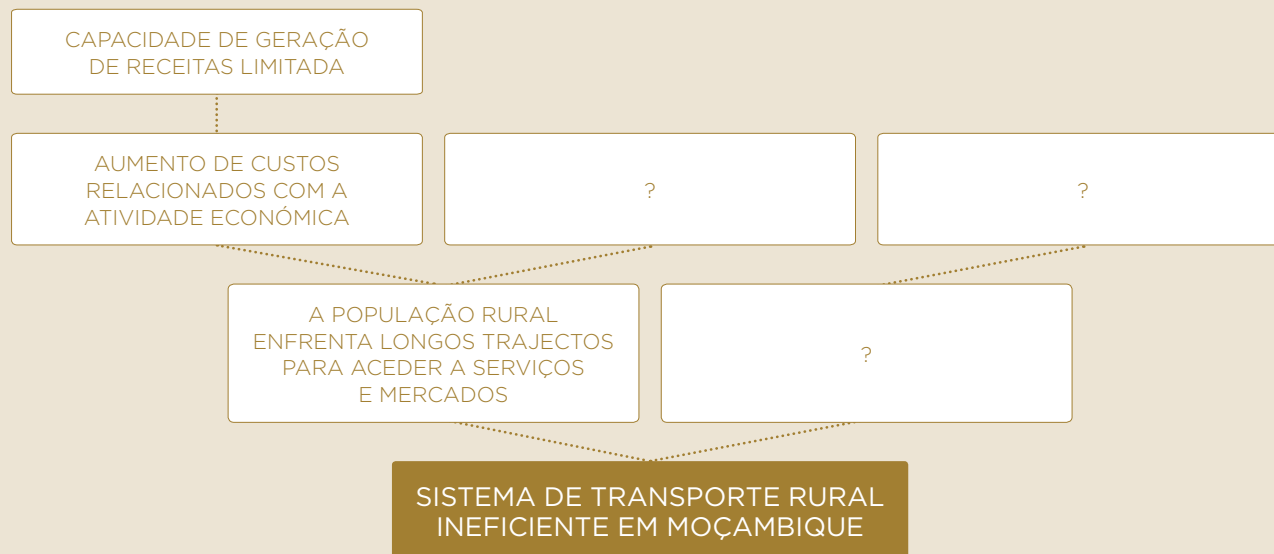 CAPACIDADE DE GERAÇÃO
DE RECEITAS LIMITADA
AUMENTO DE CUSTOS
RELACIONADOS COM A
ATIVIDADE ECONÓMICA
?
?
A POPULAÇÃO RURAL
ENFRENTA LONGOS TRAJECTOS
PARA ACEDER A SERVIÇOS
E MERCADOS
?
SISTEMA DE TRANSPORTE RURAL
INEFICIENTE EM MOÇAMBIQUE